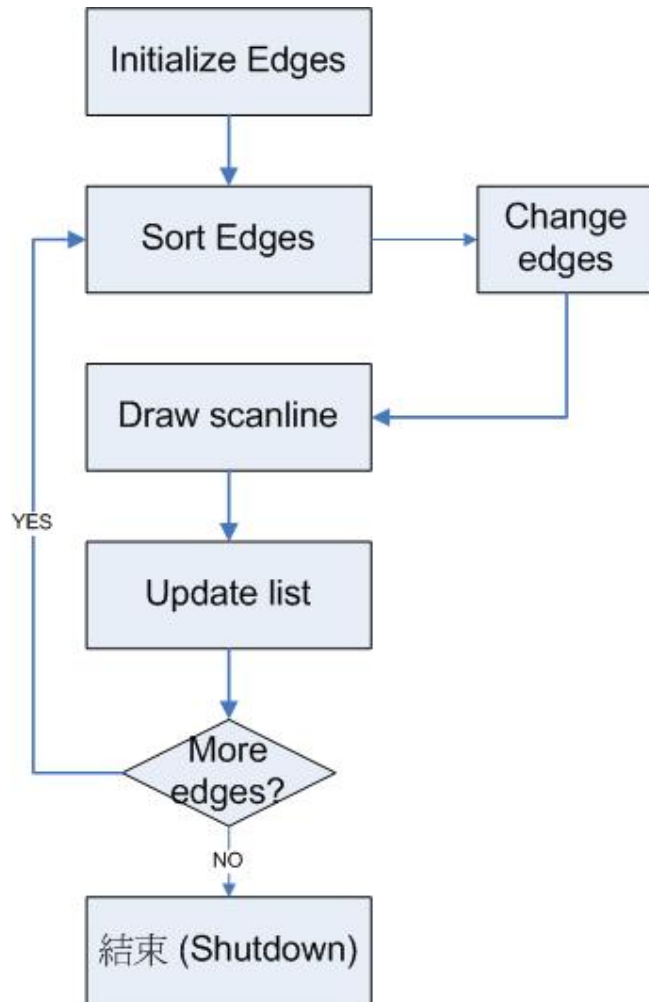 Initialize Edges
Sort Edges
Change
edges
Draw scanline
YES
Update list
More
edges?
NO
結束 (Shutdown)